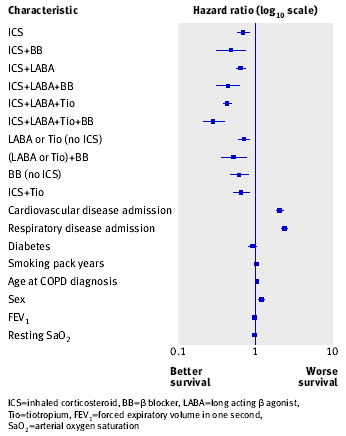 Characteristic Hazard ratio (log10 scale)
ICS
ICS+BB
ICS+LABA
ICS+LABA+BB
ICS+LABA+Tio
ICS+LABA+Tio+BB
LABA or Tio (no ICS)
(LABA or Tio)+BB
BB (no ICS)
ICS+Tio
Cardiovascular disease admission
Respiratory disease admission
Diabetes
Smoking pack years
Age at COPD diagnosis
Sex
FEV1
Resting SaO2
0.1 1 10
Better survival Worse survival
ICS=inhaled corticosteroid, BB=β blocker, LABA=long acting β agonist,
Tio=tiotropium, FEV1=forced expiratory volume in one second,
SaO2=arterial oxygen saturation